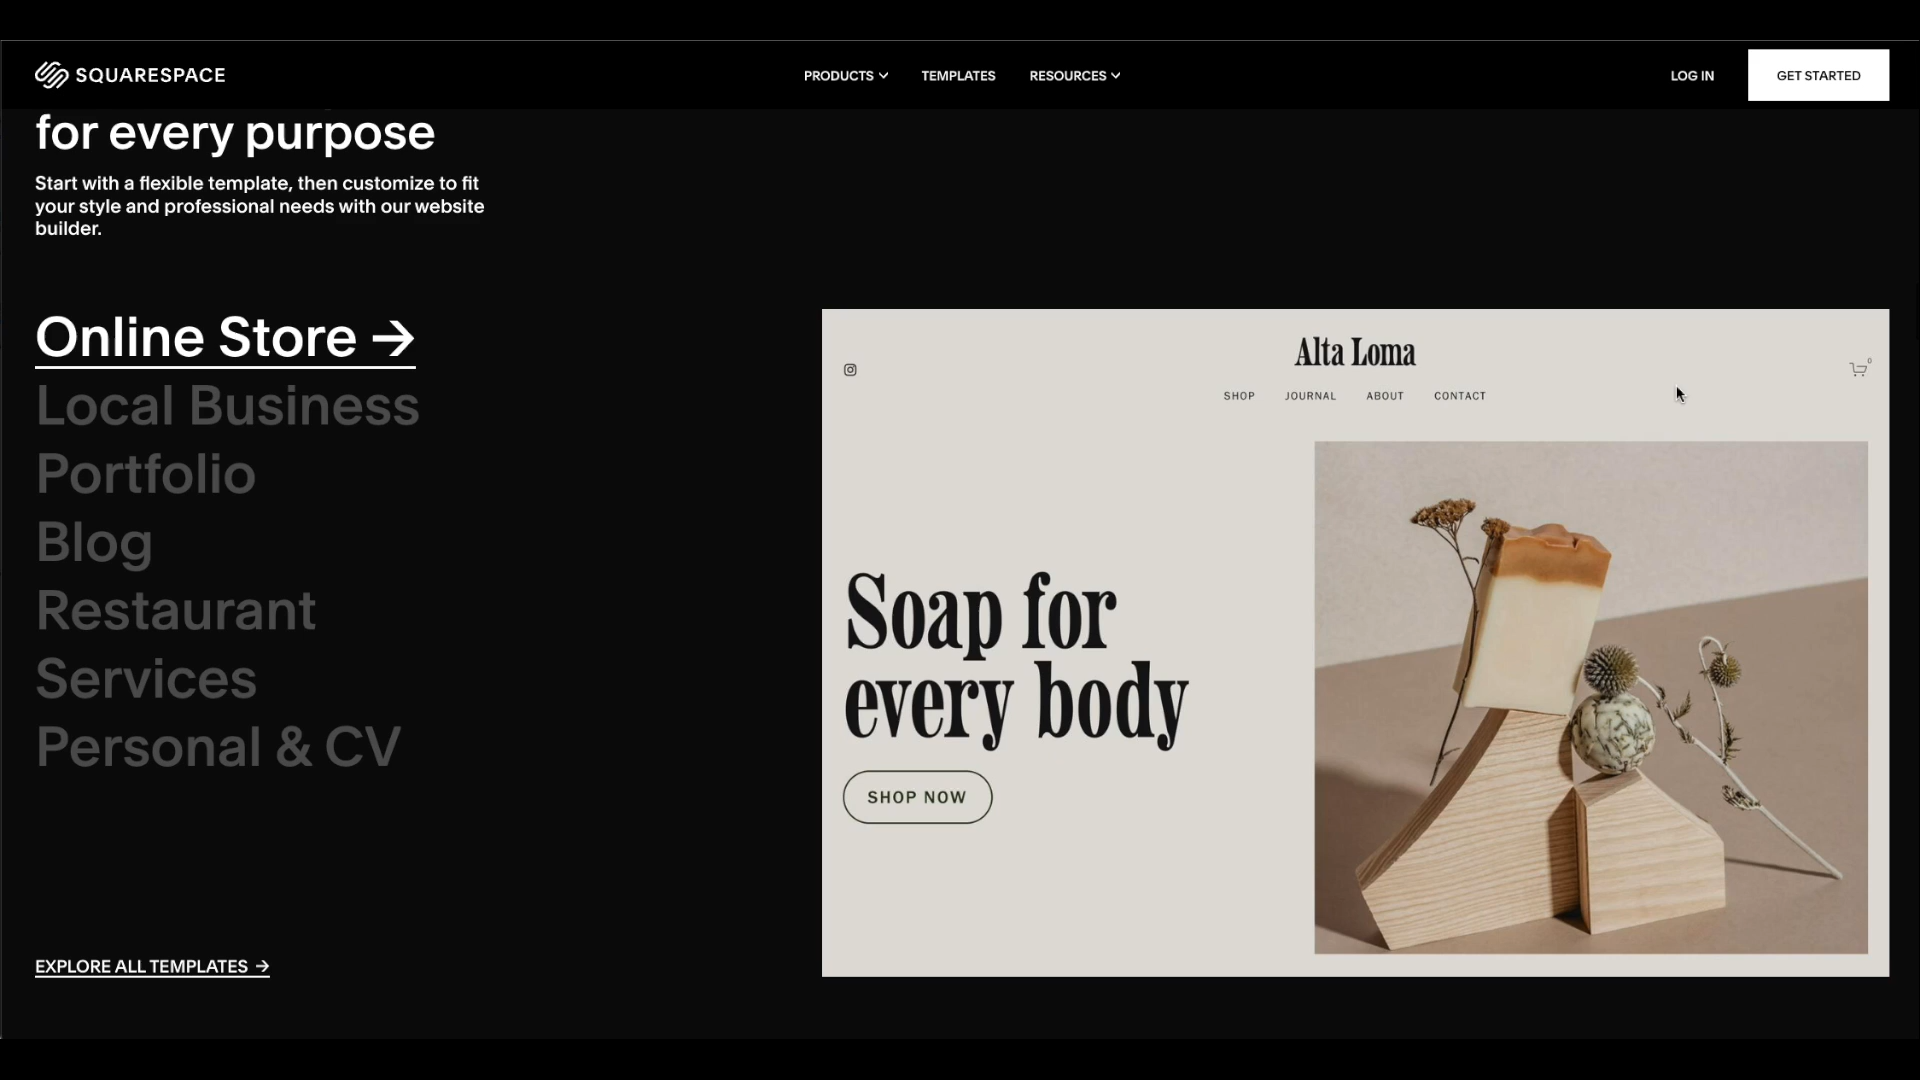 SQUARESPACE
PRODUCTS
TEMPLATES
RESOURCES
LOG IN
GET STARTED
for every purpose
Start with a flexible template, then customize to fit
your style and professional needs with our website
builder.
Online Store →
Local Business
Portfolio
Blog
Restaurant
Services
Personal & CV
EXPLORE ALL TEMPLATES →
Alta Loma
0
SHOP
JOURNAL
ABOUT
CONTACT
Soap for
every body
SHOP NOW